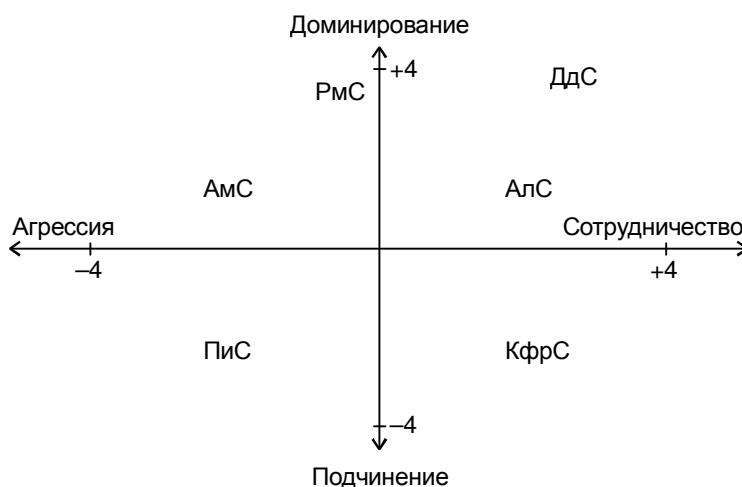 Доминирование
+4
ДдС
РмС
АмС
АлС
Агрессия
Сотрудничество
–4
+4
ПиС
КфрС
–4
Подчинение